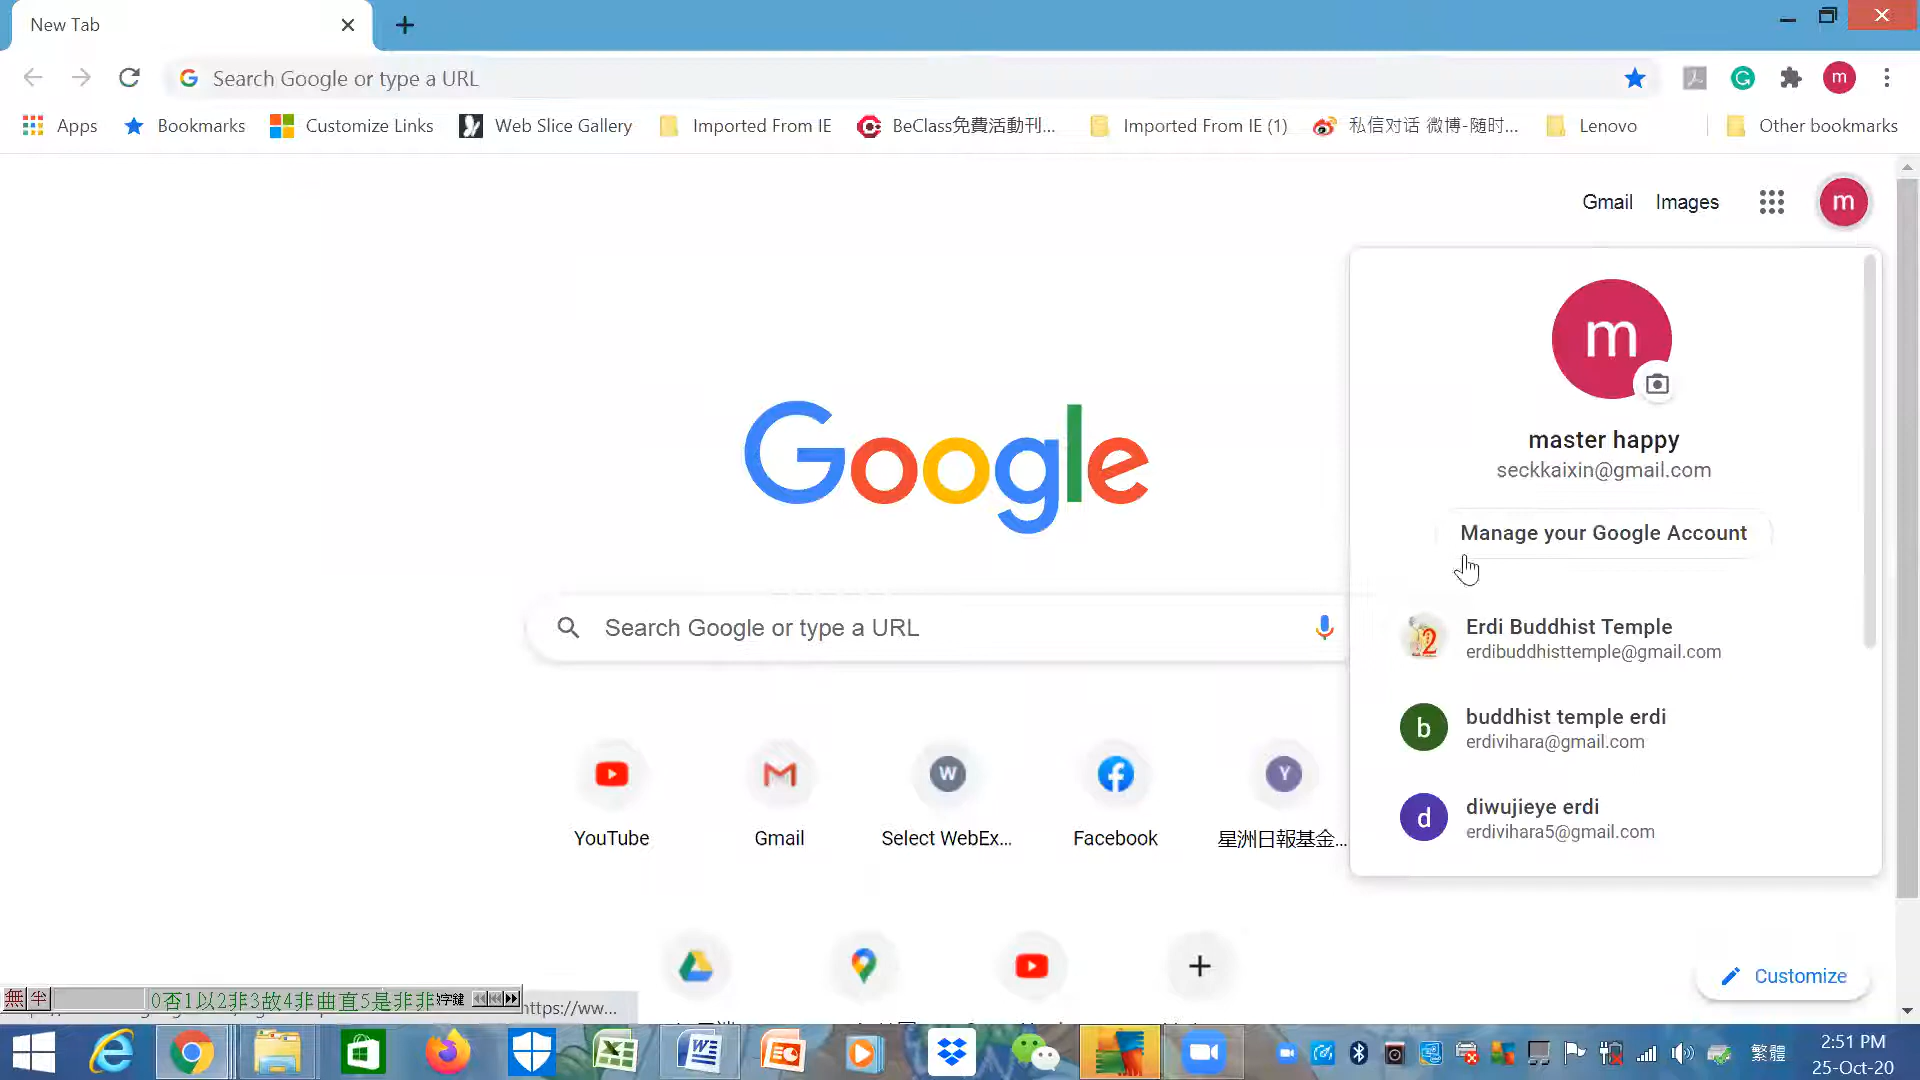 New Tab
Search Google or type a URL
m
Apps
Bookmarks
Customize Links
Web Slice Gallery
Imported From IE
BeClass免費活動刊...
Imported From IE (1)
私信对话 微博-随时...
Lenovo
Other bookmarks
Gmail
Images
m
m
master happy
seckkaixin@gmail.com
Manage your Google Account
Google
Search Google or type a URL
Erdi Buddhist Temple
erdibuddhisttemple@gmail.com
b
buddhist temple erdi
erdivihara@gmail.com
d
diwujieye erdi
erdivihara5@gmail.com
W
Y
YouTube
Gmail
Select WebEx...
Facebook
星洲日報基金...
Customize
無 半
0否1以2非3故4非曲直5是非非字鍵
https://ww...
繁體
2:51 PM
25-Oct-20